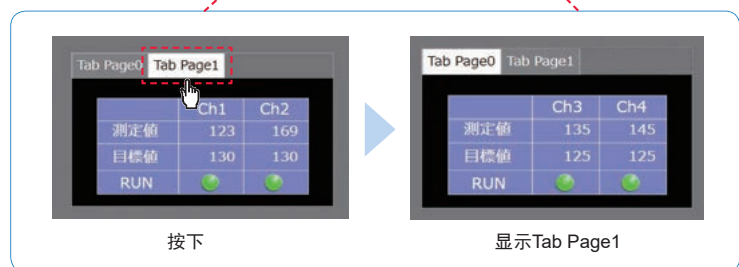 Tab Page0 Tab Page1
Ch1 Ch2
測定値 123 169
目標値 130 130
RUN
按下
Tab Page0 Tab Page1
Ch3 Ch4
測定値 135 145
目標値 125 125
RUN
显示Tab Page1